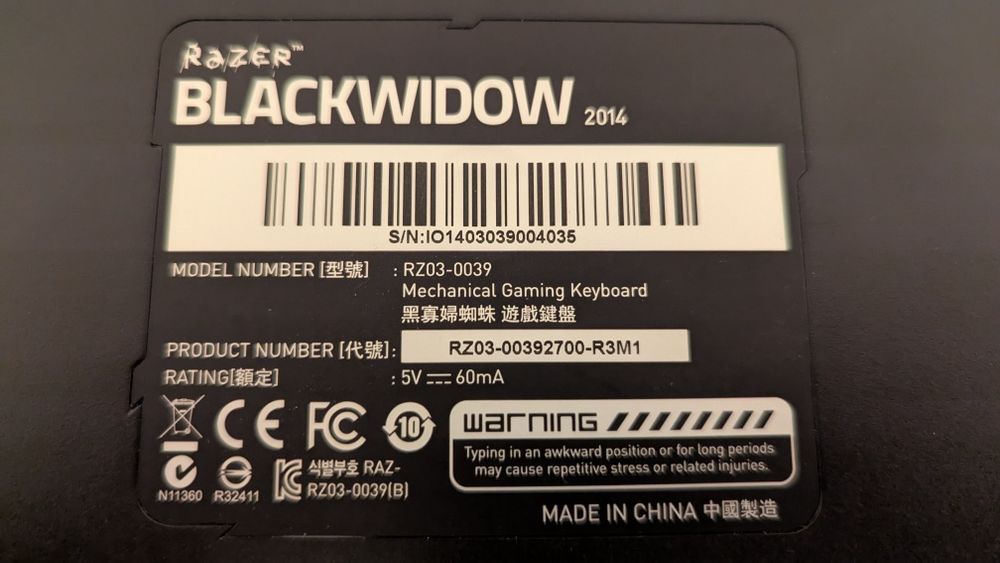 RAZER™
BLACKWIDOW 2014
S/N:IO1403039004035
MODEL NUMBER [型號] : RZ03-0039
Mechanical Gaming Keyboard
黑寡婦蜘蛛 遊戲鍵盤
PRODUCT NUMBER [代號]: RZ03-00392700-R3M1
RATING[額定] : 5V ⎓ 60mA
CE FC 10
warning
Typing in an awkward position or for long periods
may cause repetitive stress or related injuries.
N11360 R32411
식별부호 RAZ-
RZ03-0039(B)
MADE IN CHINA 中國製造